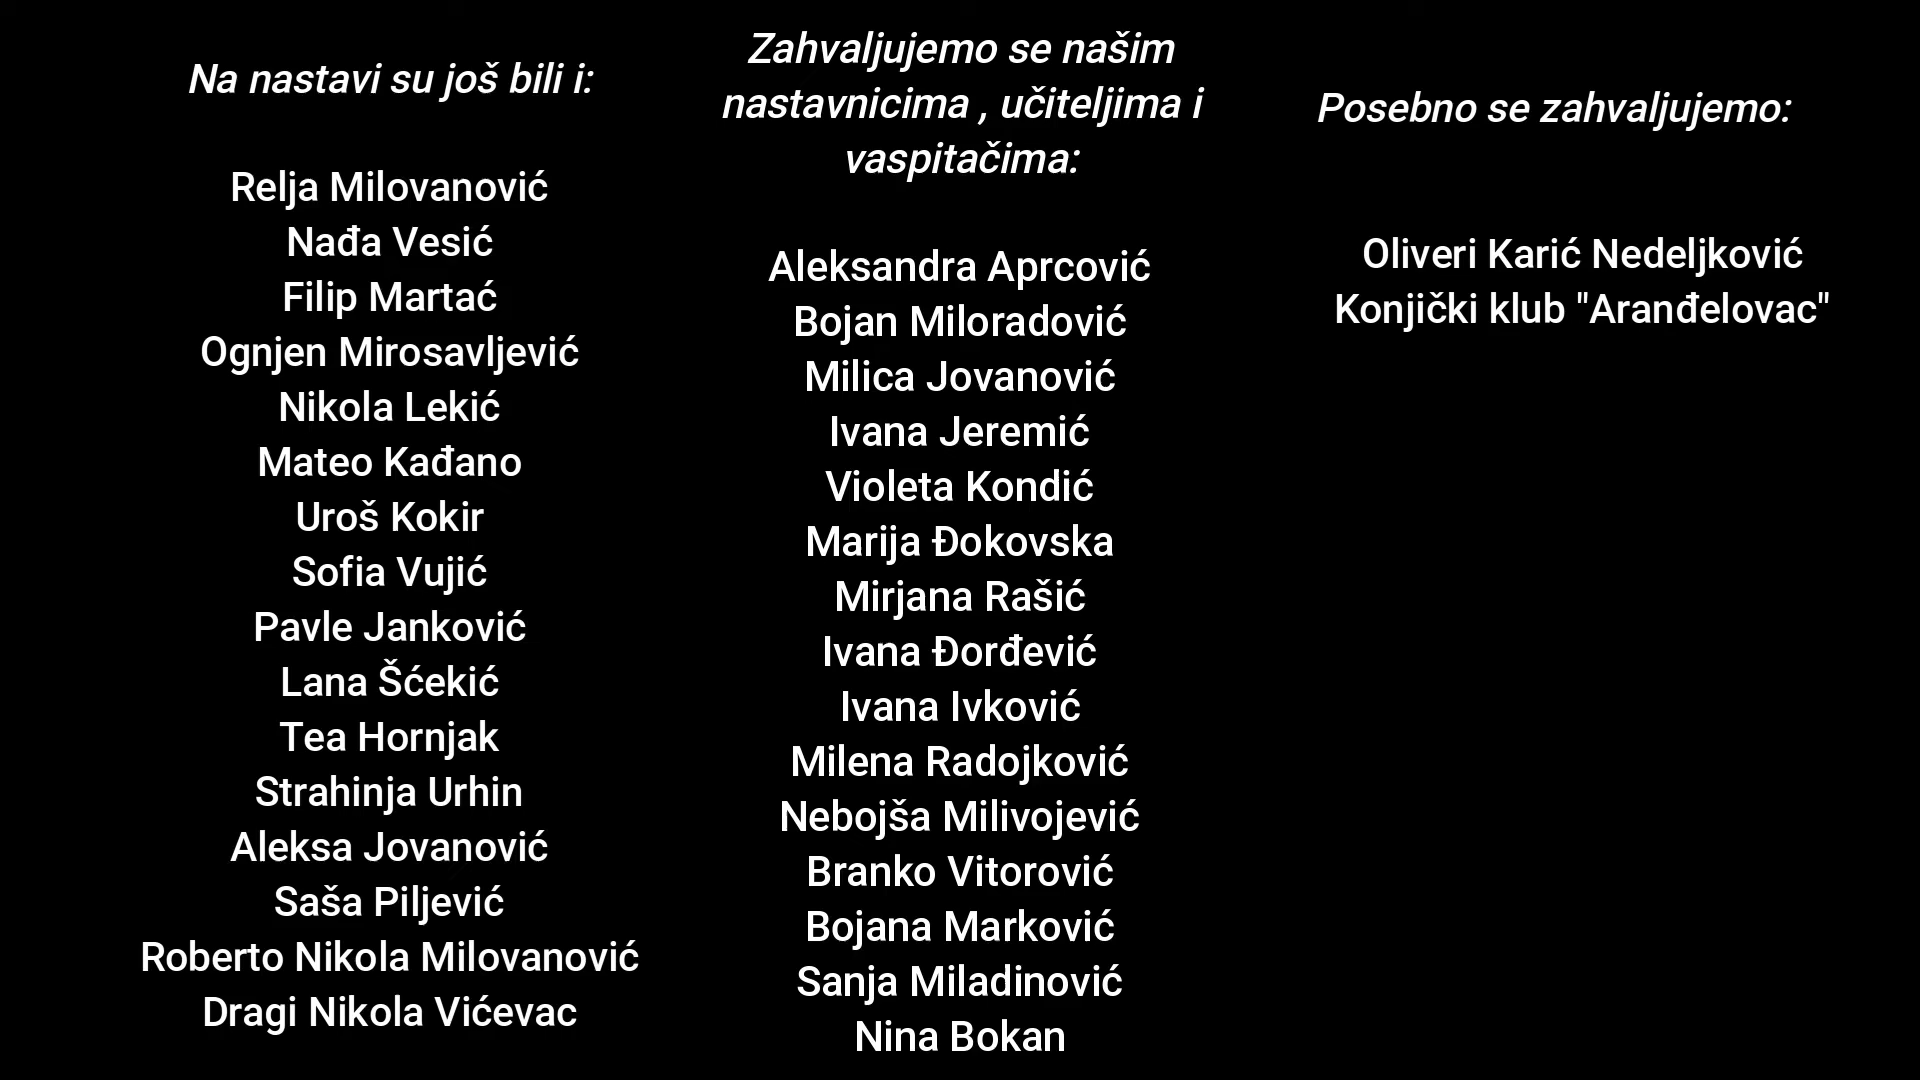 Na nastavi su još bili i:
Relja Milovanović
Nađa Vesić
Filip Martać
Ognjen Mirosavljević
Nikola Lekić
Mateo Kađano
Uroš Kokir
Sofia Vujić
Pavle Janković
Lana Šćekić
Tea Hornjak
Strahinja Urhin
Aleksa Jovanović
Saša Piljević
Roberto Nikola Milovanović
Dragi Nikola Vićevac
Zahvaljujemo se našim
nastavnicima , učiteljima i
vaspitačima:
Aleksandra Aprcović
Bojan Miloradović
Milica Jovanović
Ivana Jeremić
Violeta Kondić
Marija Đokovska
Mirjana Rašić
Ivana Đorđević
Ivana Ivković
Milena Radojković
Nebojša Milivojević
Branko Vitorović
Bojana Marković
Sanja Miladinović
Nina Bokan
Posebno se zahvaljujemo:
Oliveri Karić Nedeljković
Konjički klub "Aranđelovac"